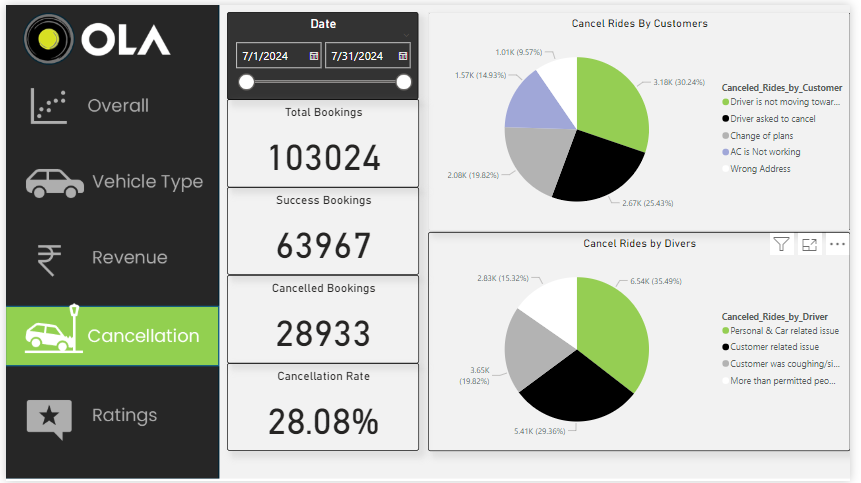 OLA
Overall
Vehicle Type
Revenue
Cancellation
Ratings
Date
7/1/2024
7/31/2024
Total Bookings
103024
Success Bookings
63967
Cancelled Bookings
28933
Cancellation Rate
28.08%
Cancel Rides By Customers
1.01K (9.57%)
1.57K (14.93%)
3.18K (30.24%)
2.08K (19.82%)
2.67K (25.43%)
Canceled_Rides_by_Customer
Driver is not moving towar...
Driver asked to cancel
Change of plans
AC is Not working
Wrong Address
Cancel Rides by Divers
2.83K (15.32%)
6.54K (35.49%)
3.65K
(19.82%)
5.41K (29.36%)
Canceled_Rides_by_Driver
Personal & Car related issue
Customer related issue
Customer was coughing/si...
More than permitted peo...